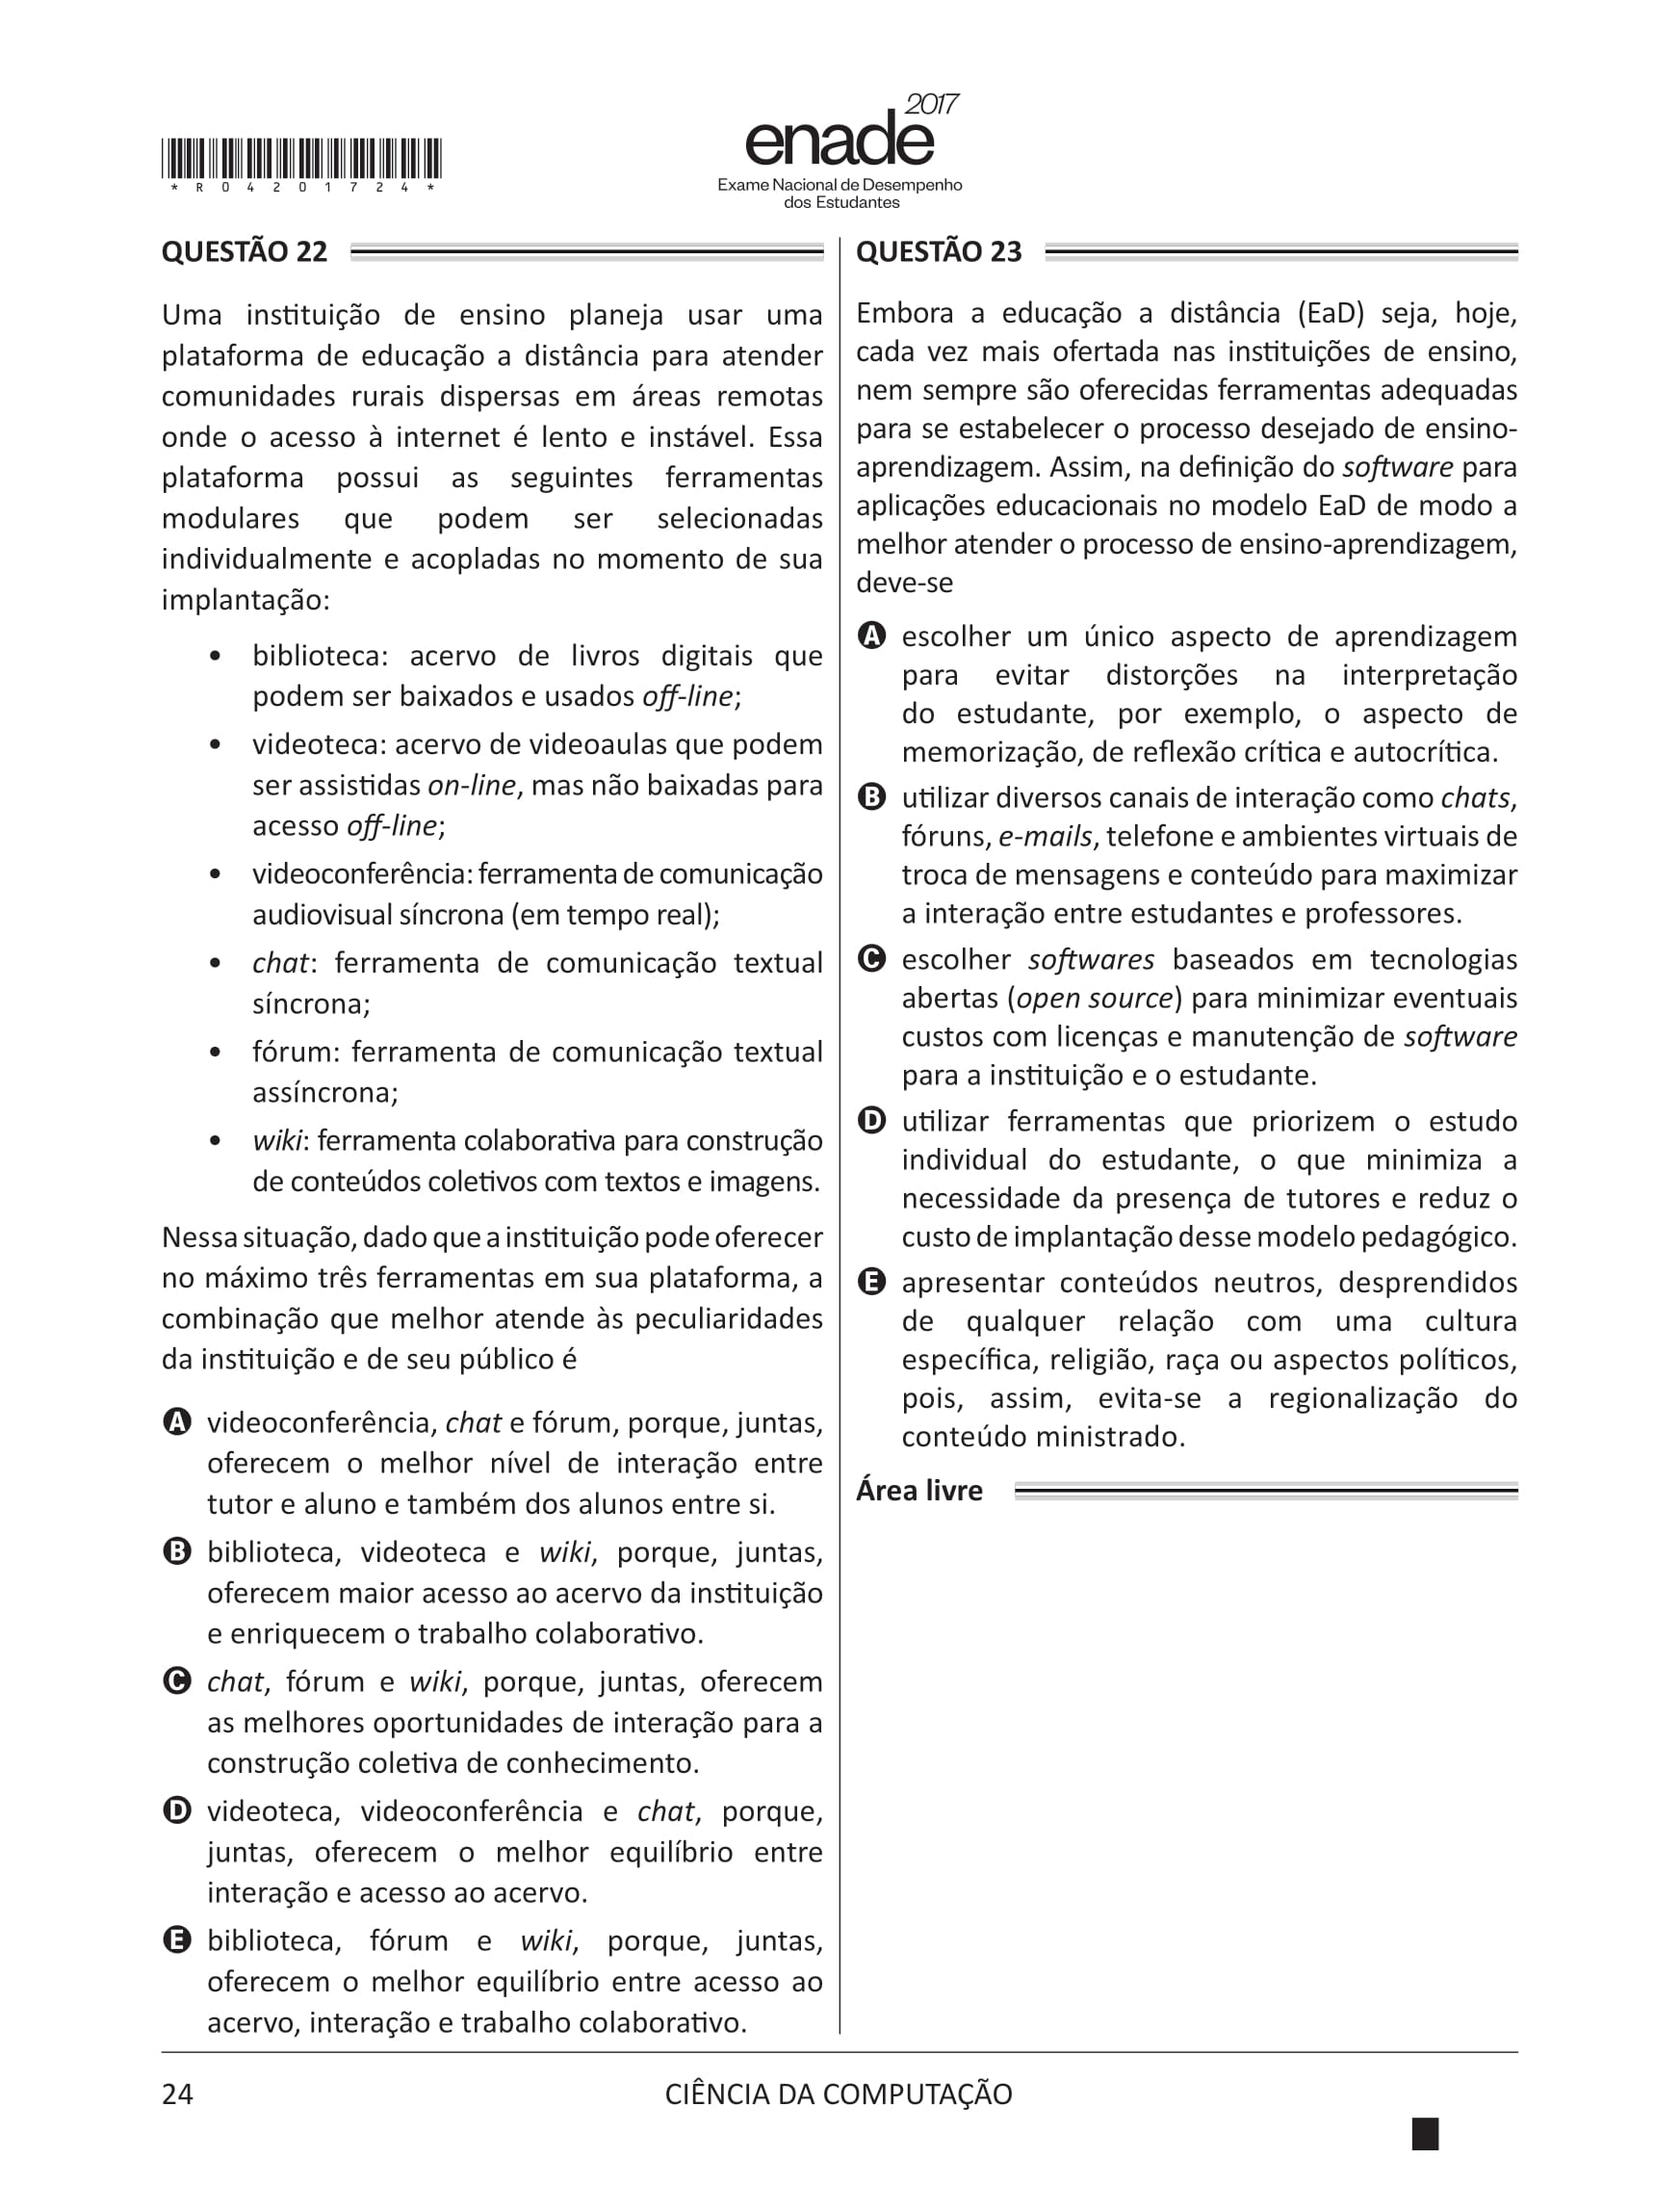 2017
enade
Exame Nacional de Desempenho
dos Estudantes
* R 0 4 2 0 1 7 2 4 *
QUESTÃO 22
Uma instituição de ensino planeja usar uma
plataforma de educação a distância para atender
comunidades rurais dispersas em áreas remotas
onde o acesso à internet é lento e instável. Essa
plataforma possui as seguintes ferramentas
modulares que podem ser selecionadas
individualmente e acopladas no momento de sua
implantação:
• biblioteca: acervo de livros digitais que
podem ser baixados e usados off-line;
• videoteca: acervo de videoaulas que podem
ser assistidas on-line, mas não baixadas para
acesso off-line;
• videoconferência: ferramenta de comunicação
audiovisual síncrona (em tempo real);
• chat: ferramenta de comunicação textual
síncrona;
• fórum: ferramenta de comunicação textual
assíncrona;
• wiki: ferramenta colaborativa para construção
de conteúdos coletivos com textos e imagens.
Nessa situação, dado que a instituição pode oferecer
no máximo três ferramentas em sua plataforma, a
combinação que melhor atende às peculiaridades
da instituição e de seu público é
A videoconferência, chat e fórum, porque, juntas,
oferecem o melhor nível de interação entre
tutor e aluno e também dos alunos entre si.
B biblioteca, videoteca e wiki, porque, juntas,
oferecem maior acesso ao acervo da instituição
e enriquecem o trabalho colaborativo.
C chat, fórum e wiki, porque, juntas, oferecem
as melhores oportunidades de interação para a
construção coletiva de conhecimento.
D videoteca, videoconferência e chat, porque,
juntas, oferecem o melhor equilíbrio entre
interação e acesso ao acervo.
E biblioteca, fórum e wiki, porque, juntas,
oferecem o melhor equilíbrio entre acesso ao
acervo, interação e trabalho colaborativo.
QUESTÃO 23
Embora a educação a distância (EaD) seja, hoje,
cada vez mais ofertada nas instituições de ensino,
nem sempre são oferecidas ferramentas adequadas
para se estabelecer o processo desejado de ensino-
aprendizagem. Assim, na definição do software para
aplicações educacionais no modelo EaD de modo a
melhor atender o processo de ensino-aprendizagem,
deve-se
A escolher um único aspecto de aprendizagem
para evitar distorções na interpretação
do estudante, por exemplo, o aspecto de
memorização, de reflexão crítica e autocrítica.
B utilizar diversos canais de interação como chats,
fóruns, e-mails, telefone e ambientes virtuais de
troca de mensagens e conteúdo para maximizar
a interação entre estudantes e professores.
C escolher softwares baseados em tecnologias
abertas (open source) para minimizar eventuais
custos com licenças e manutenção de software
para a instituição e o estudante.
D utilizar ferramentas que priorizem o estudo
individual do estudante, o que minimiza a
necessidade da presença de tutores e reduz o
custo de implantação desse modelo pedagógico.
E apresentar conteúdos neutros, desprendidos
de qualquer relação com uma cultura
específica, religião, raça ou aspectos políticos,
pois, assim, evita-se a regionalização do
conteúdo ministrado.
Área livre
24
CIÊNCIA DA COMPUTAÇÃO